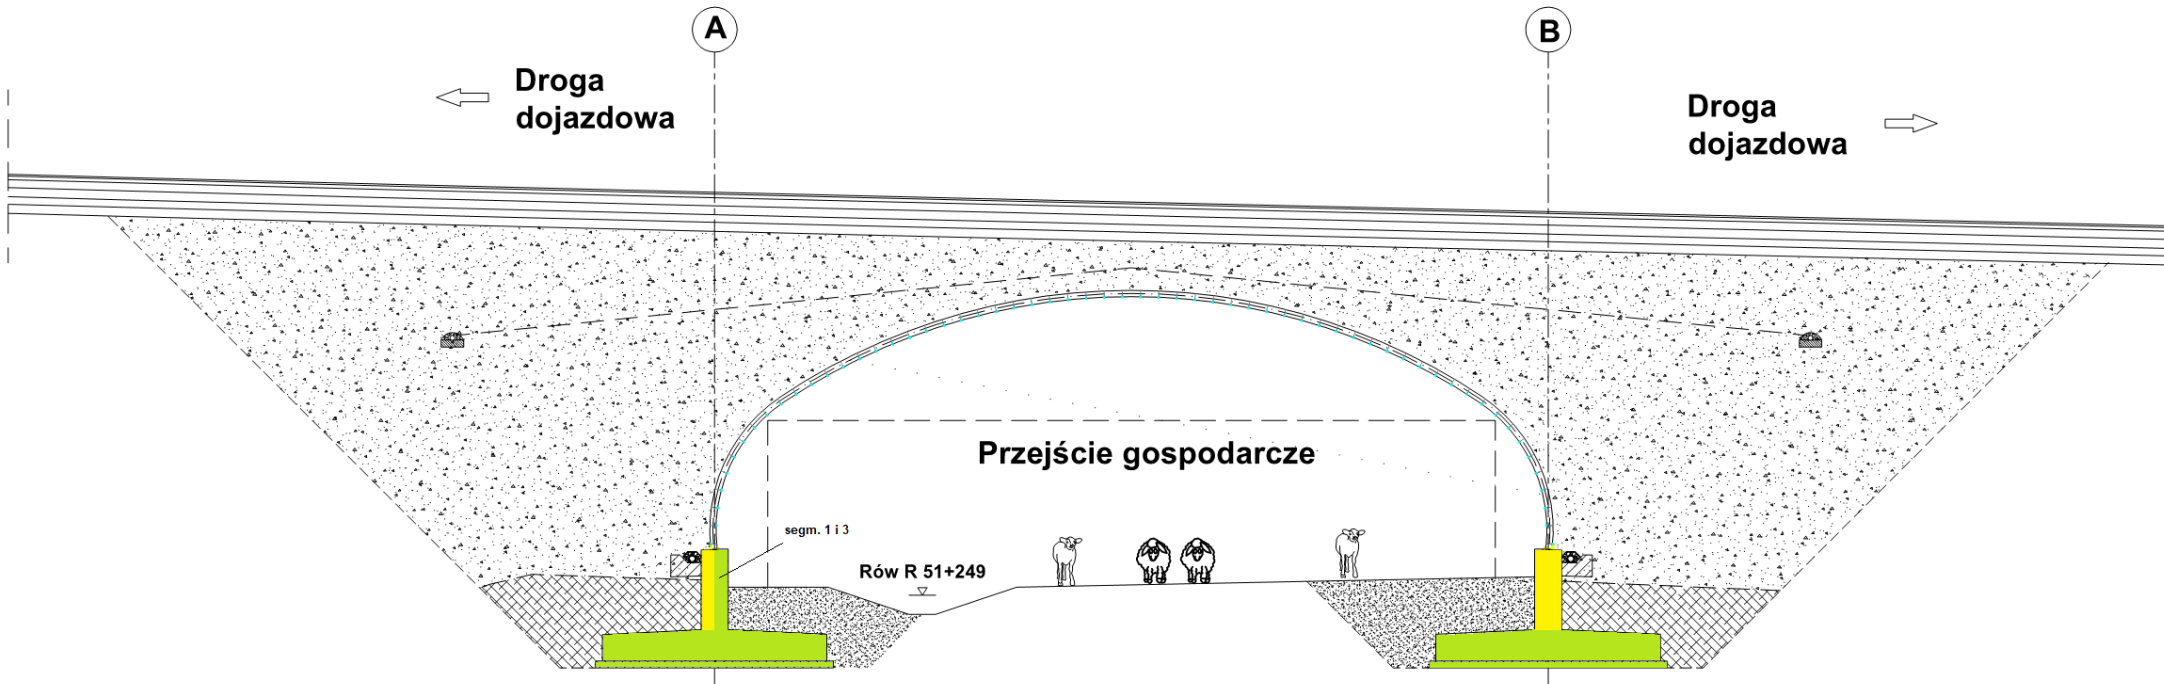 A
B
Droga
dojazdowa
Droga
dojazdowa
Przejście gospodarcze
segm. 1 i 3
Rów R 51+249